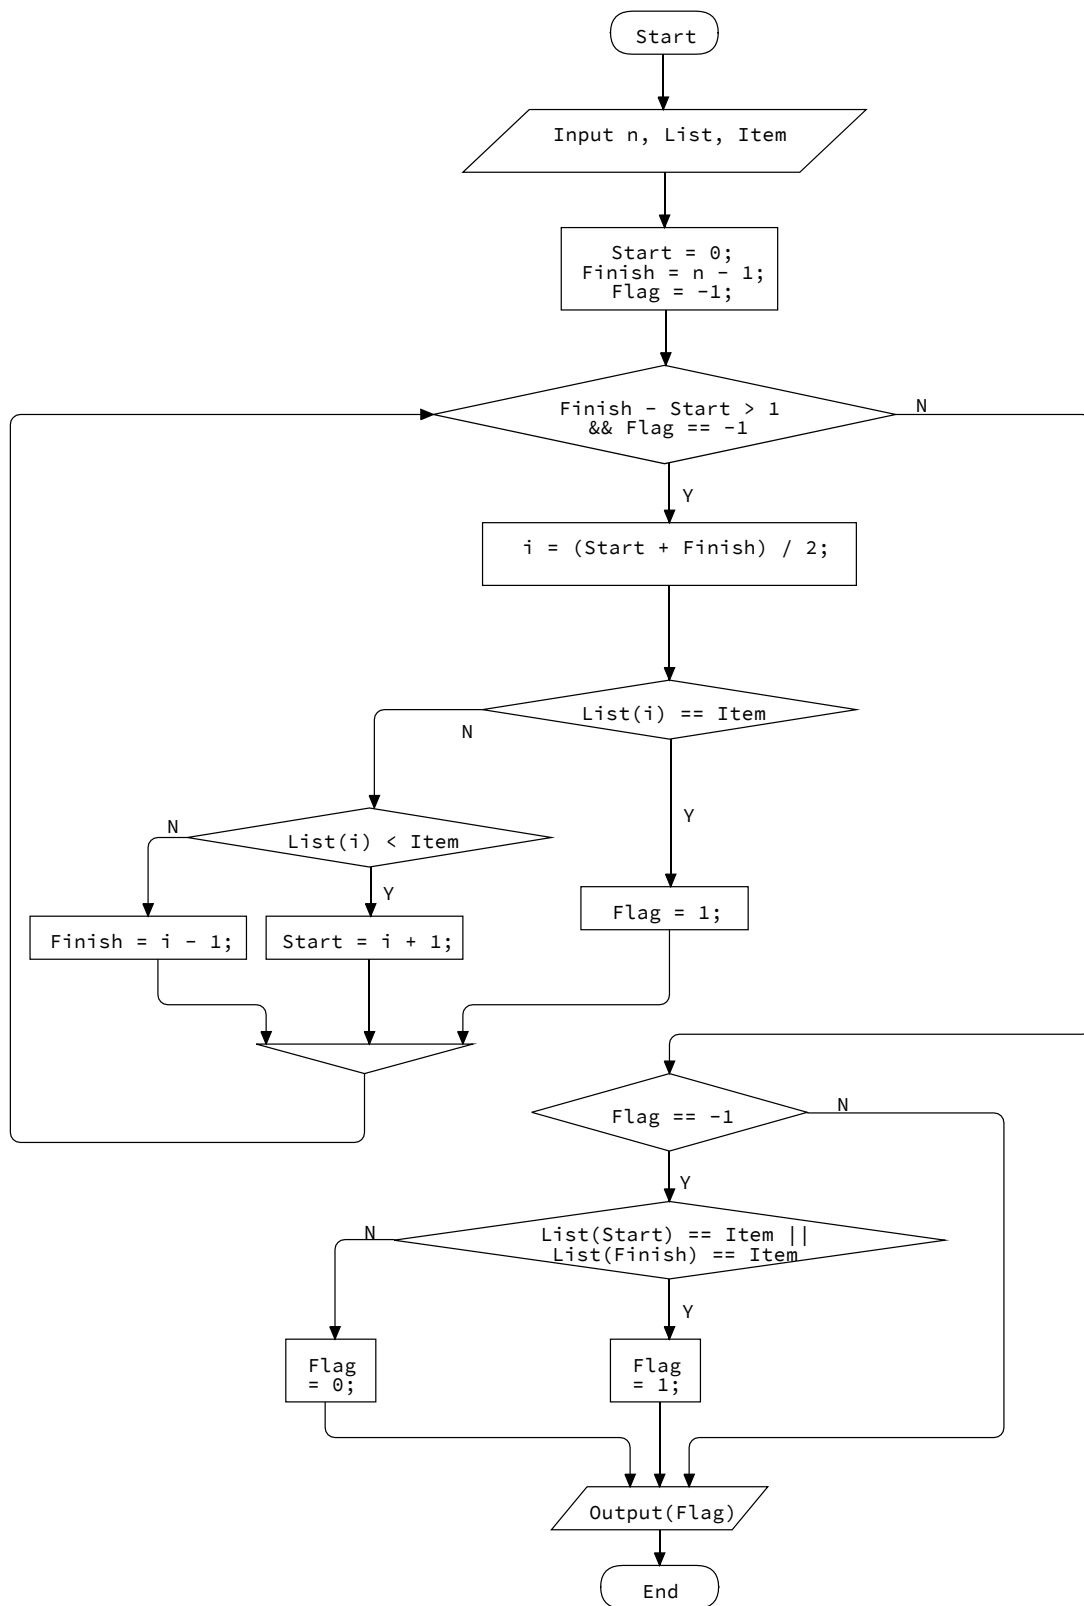 Start
Input n, List, Item
Start = 0;
Finish = n - 1;
Flag = -1;
Finish - Start > 1
&& Flag == -1
N
Y
i = (Start + Finish) / 2;
List(i) == Item
N
Y
List(i) < Item
N
Y
Flag = 1;
Finish = i - 1;
Start = i + 1;
Flag == -1
N
Y
List(Start) == Item ||
List(Finish) == Item
N
Y
Flag
= 0;
Flag
= 1;
Output(Flag)
End